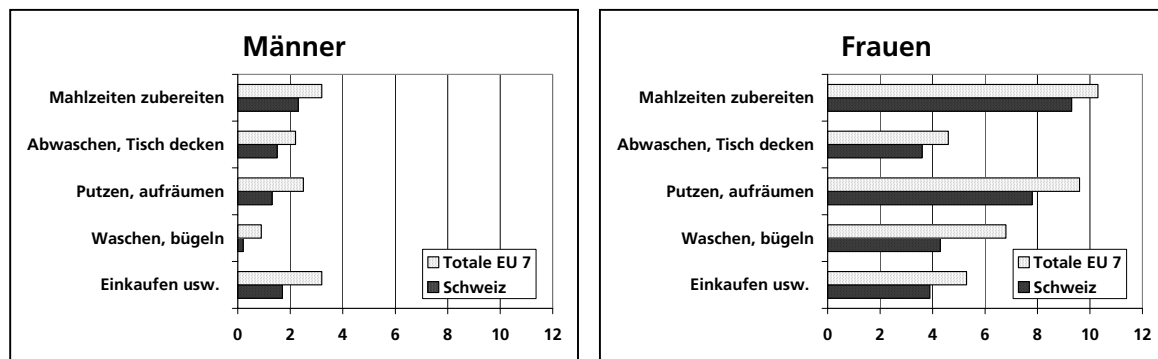 Männer
Mahlzeiten zubereiten
Abwaschen, Tisch decken
Putzen, aufräumen
Waschen, bügeln
Einkaufen usw.
Totale EU 7
Schweiz
0 2 4 6 8 10 12
Frauen
Mahlzeiten zubereiten
Abwaschen, Tisch decken
Putzen, aufräumen
Waschen, bügeln
Einkaufen usw.
Totale EU 7
Schweiz
0 2 4 6 8 10 12